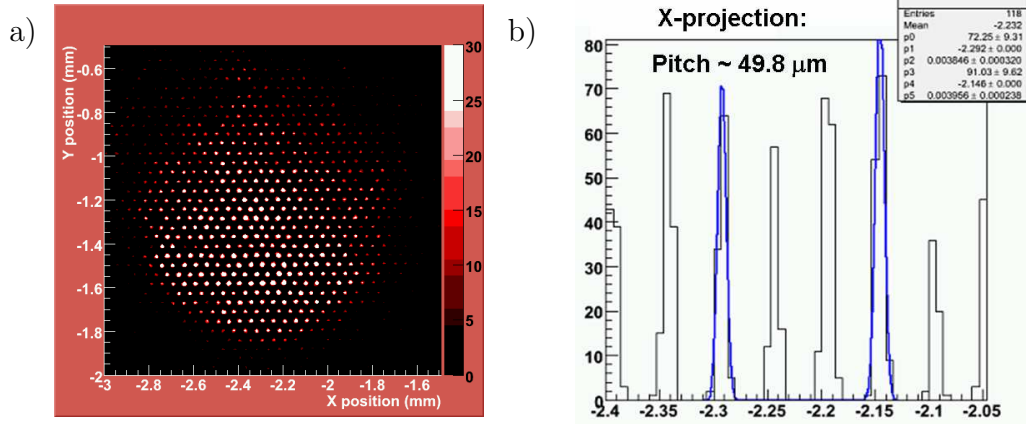 a)
Y position (mm)
-0.6
-0.8
-1
-1.2
-1.4
-1.6
-1.8
-2
-3 -2.8 -2.6 -2.4 -2.2 -2 -1.8 -1.6
X position (mm)
30
25
20
15
10
5
0
b)
X-projection:
Pitch ~ 49.8 μm
Entries 118
Mean -2.232
p0 72.25 ± 9.31
p1 -2.292 ± 0.000
p2 0.003846 ± 0.000320
p3 91.03 ± 9.62
p4 -2.146 ± 0.000
p5 0.003956 ± 0.000238
80
70
60
50
40
30
20
10
0
-2.4 -2.35 -2.3 -2.25 -2.2 -2.15 -2.1 -2.05